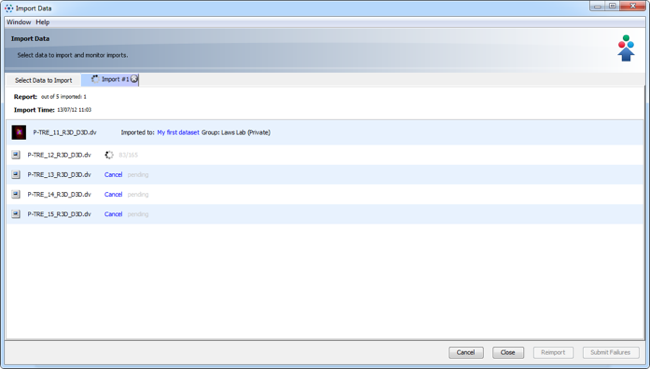 Import Data
Window Help
Import Data
Select data to import and monitor imports.
Select Data to Import Import #1
Report: out of 5 imported: 1
Import Time: 13/07/12 11:03
P-TRE_11_R3D_D3D.dv Imported to: My first dataset Group: Laws Lab (Private)
P-TRE_12_R3D_D3D.dv 83/165
P-TRE_13_R3D_D3D.dv Cancel pending
P-TRE_14_R3D_D3D.dv Cancel pending
P-TRE_15_R3D_D3D.dv Cancel pending
Cancel Close Reimport Submit Failures